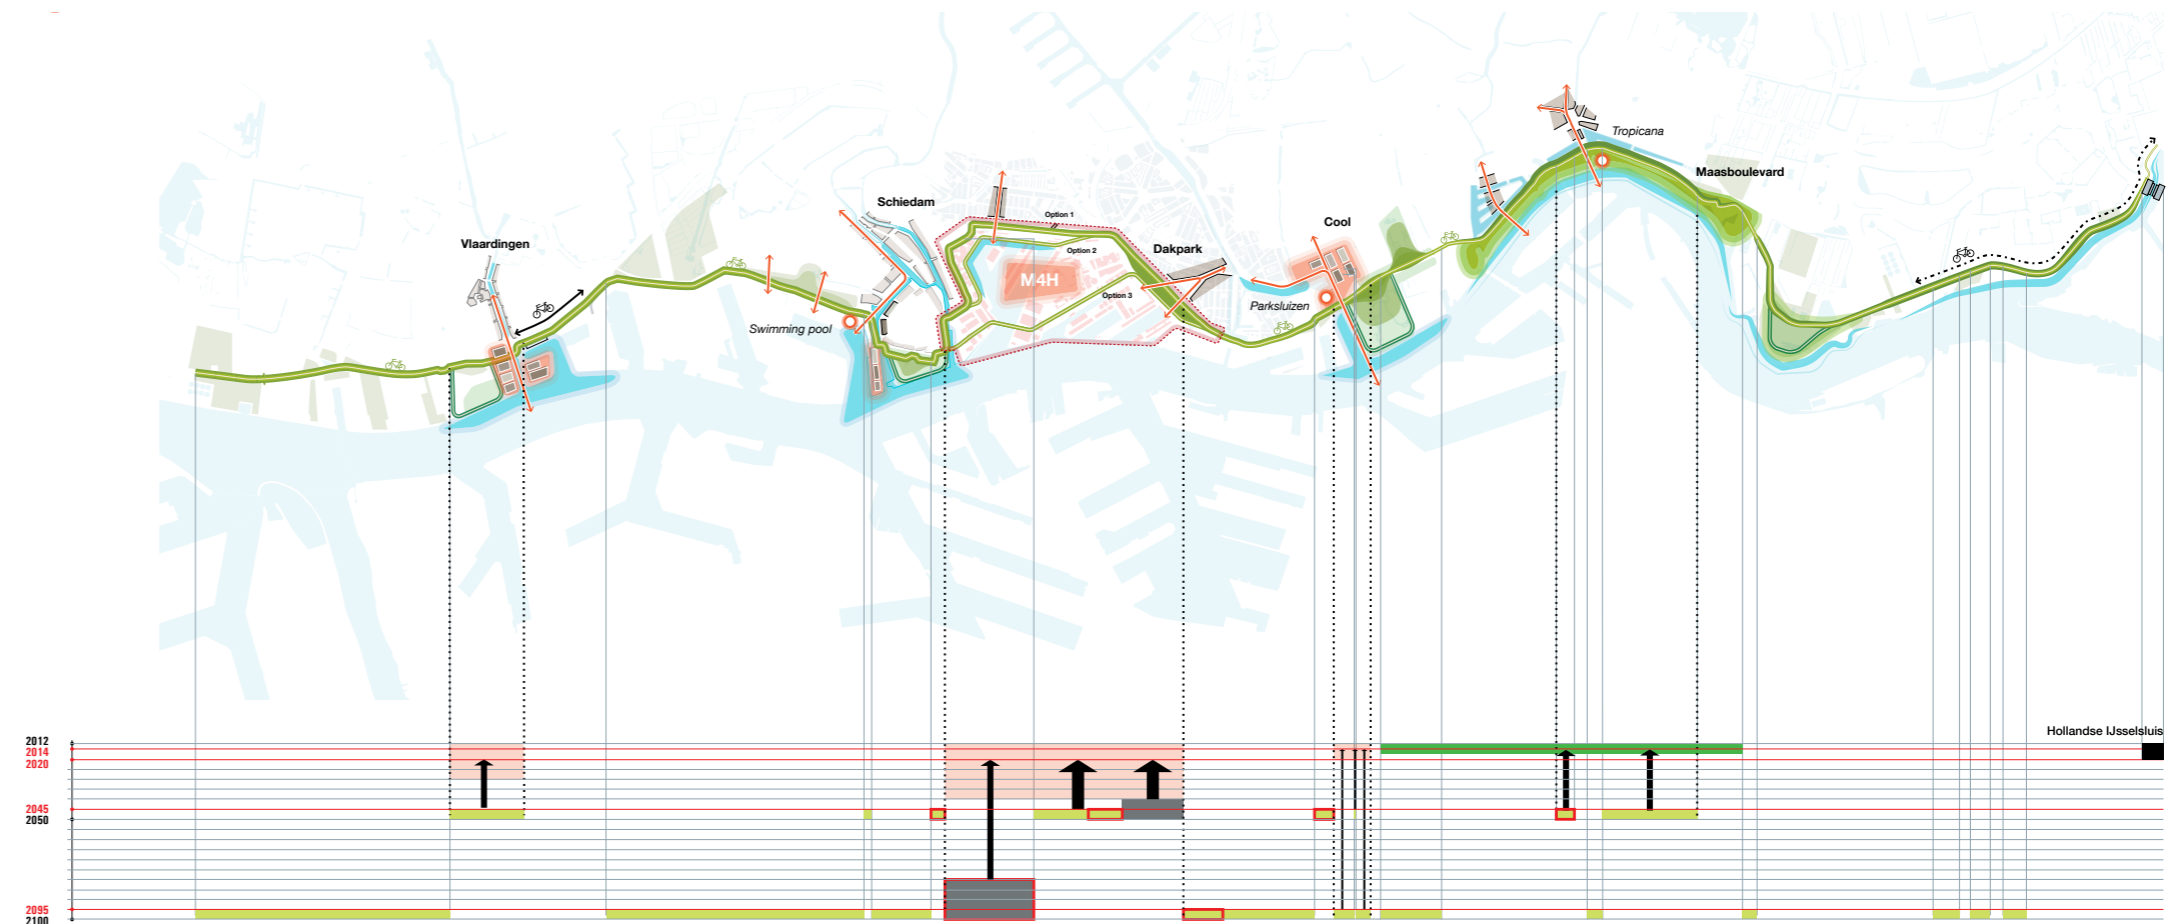 Tropicana
Maasboulevard
Schiedam
Option 1
Cool
Vlaardingen
Option 2
Dakpark
M4H
Option 3
Parksluizen
Swimming pool
Hollandse IJsselsluis
2012
2014
2020
2045
2050
2095
2100